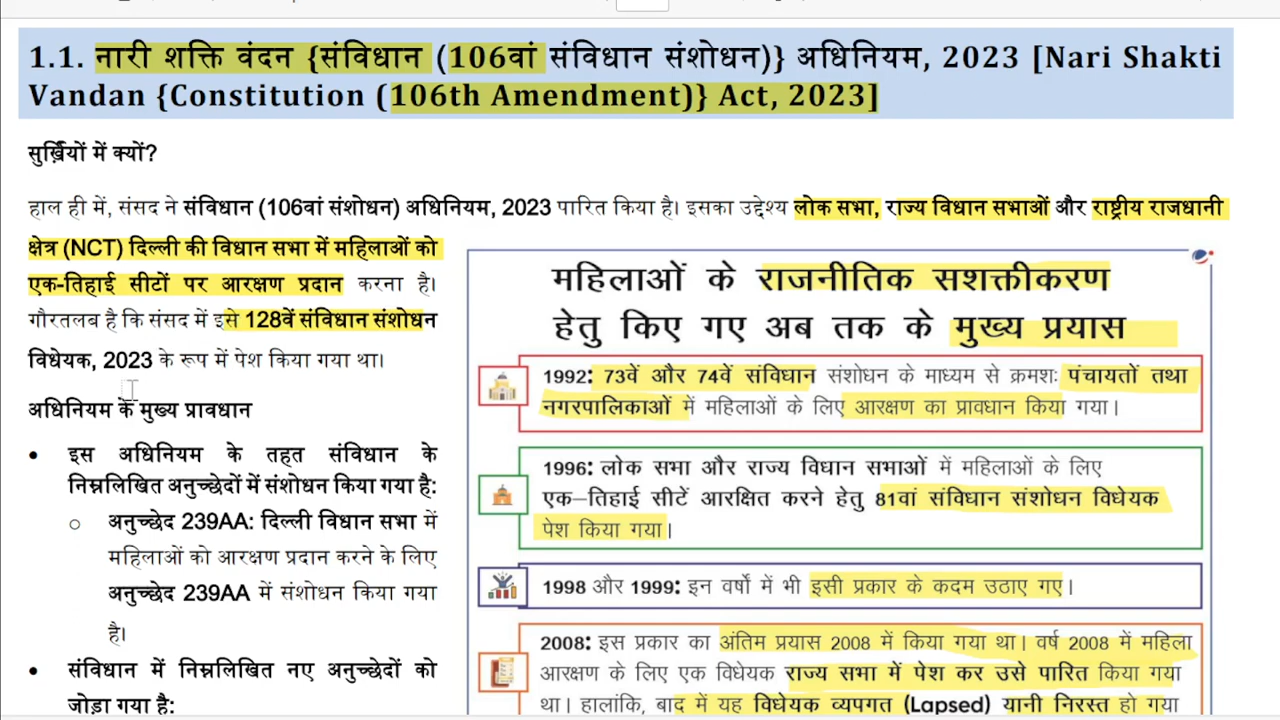 1.1. नारी शक्ति वंदन {संविधान (106वां संविधान संशोधन)} अधिनियम, 2023 [Nari Shakti
Vandan {Constitution (106th Amendment)} Act, 2023]
सुर्ख़ियों में क्यों?
हाल ही में, संसद ने संविधान (106वां संशोधन) अधिनियम, 2023 पारित किया है। इसका उद्देश्य लोक सभा, राज्य विधान सभाओं और राष्ट्रीय राजधानी
क्षेत्र (NCT) दिल्ली की विधान सभा में महिलाओं को
एक-तिहाई सीटों पर आरक्षण प्रदान करना है।
गौरतलब है कि संसद में इसे 128वें संविधान संशोधन
विधेयक, 2023 के रूप में पेश किया गया था।
अधिनियम के मुख्य प्रावधान
• इस अधिनियम के तहत संविधान के
निम्नलिखित अनुच्छेदों में संशोधन किया गया है:
o अनुच्छेद 239AA: दिल्ली विधान सभा में
महिलाओं को आरक्षण प्रदान करने के लिए
अनुच्छेद 239AA में संशोधन किया गया
है।
• संविधान में निम्नलिखित नए अनुच्छेदों को
जोड़ा गया है:
महिलाओं के राजनीतिक सशक्तीकरण
हेतु किए गए अब तक के मुख्य प्रयास
1992: 73वें और 74वें संविधान संशोधन के माध्यम से क्रमशः पंचायतों तथा
नगरपालिकाओं में महिलाओं के लिए आरक्षण का प्रावधान किया गया।
1996: लोक सभा और राज्य विधान सभाओं में महिलाओं के लिए
एक–तिहाई सीटें आरक्षित करने हेतु 81वां संविधान संशोधन विधेयक
पेश किया गया।
1998 और 1999: इन वर्षों में भी इसी प्रकार के कदम उठाए गए।
2008: इस प्रकार का अंतिम प्रयास 2008 में किया गया था। वर्ष 2008 में महिला
आरक्षण के लिए एक विधेयक राज्य सभा में पेश कर उसे पारित किया गया
था। हालांकि, बाद में यह विधेयक व्यपगत (Lapsed) यानी निरस्त हो गया